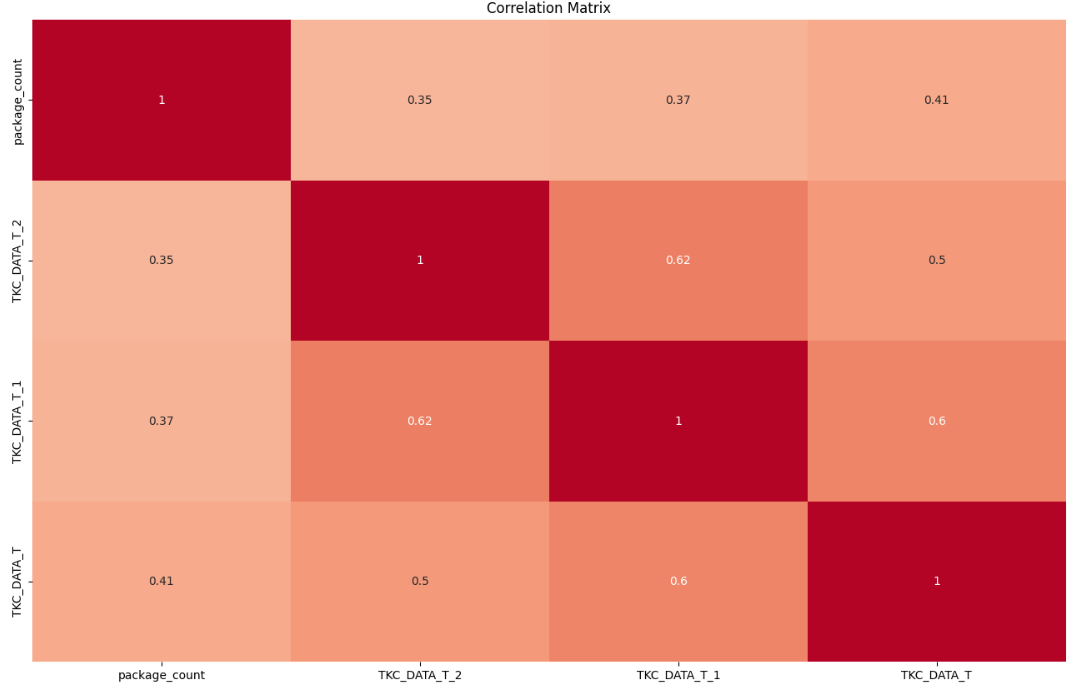 Correlation Matrix
package_count 1 0.35 0.37 0.41
TKC_DATA_T_2 0.35 1 0.62 0.5
TKC_DATA_T_1 0.37 0.62 1 0.6
TKC_DATA_T 0.41 0.5 0.6 1
package_count TKC_DATA_T_2 TKC_DATA_T_1 TKC_DATA_T